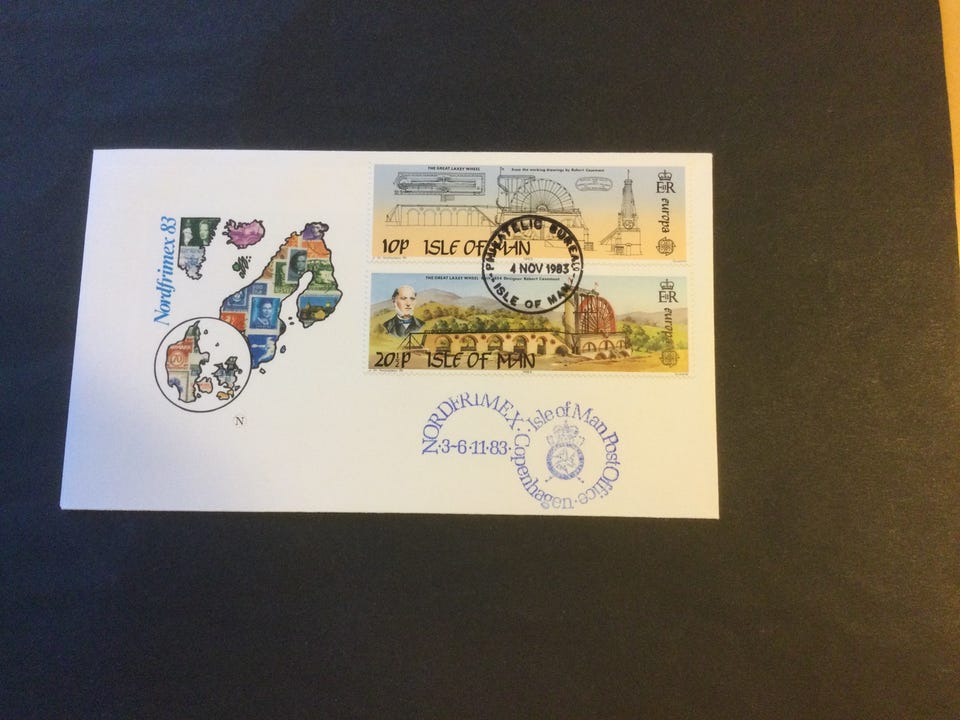 Nordfrimex 83
N
THE GREAT LAXEY WHEEL
from the working drawings by Robert Casement
10P ISLE OF MAN
E II R
europa
PHILATELIC BUREAU
4 NOV 1983
ISLE OF MAN
THE GREAT LAXEY WHEEL
Designer Robert Casement
20½P ISLE OF MAN
E II R
europa
NORDFRIMEX
·3-6·11·83·
Copenhagen·
Isle of Man Post Office·